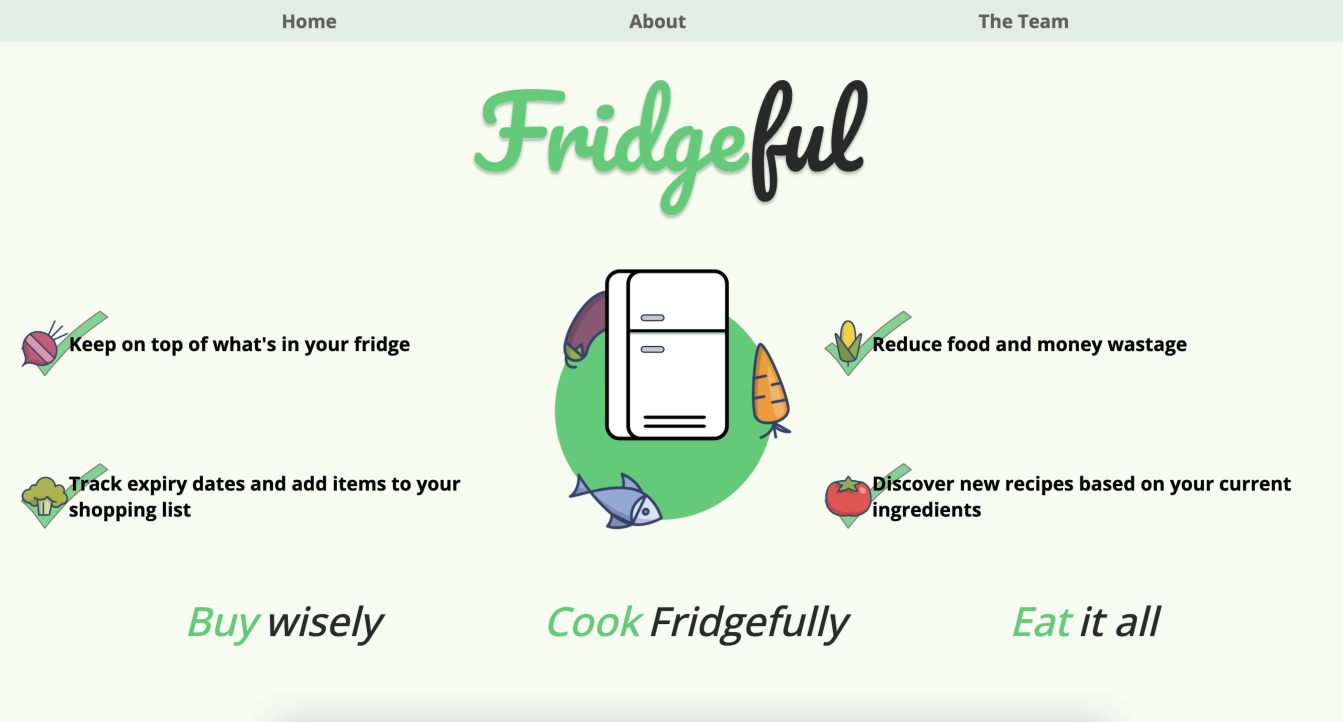 Home
About
The Team
Fridgeful
Keep on top of what's in your fridge
Reduce food and money wastage
Track expiry dates and add items to your
shopping list
Discover new recipes based on your current
ingredients
Buy wisely
Cook Fridgefully
Eat it all